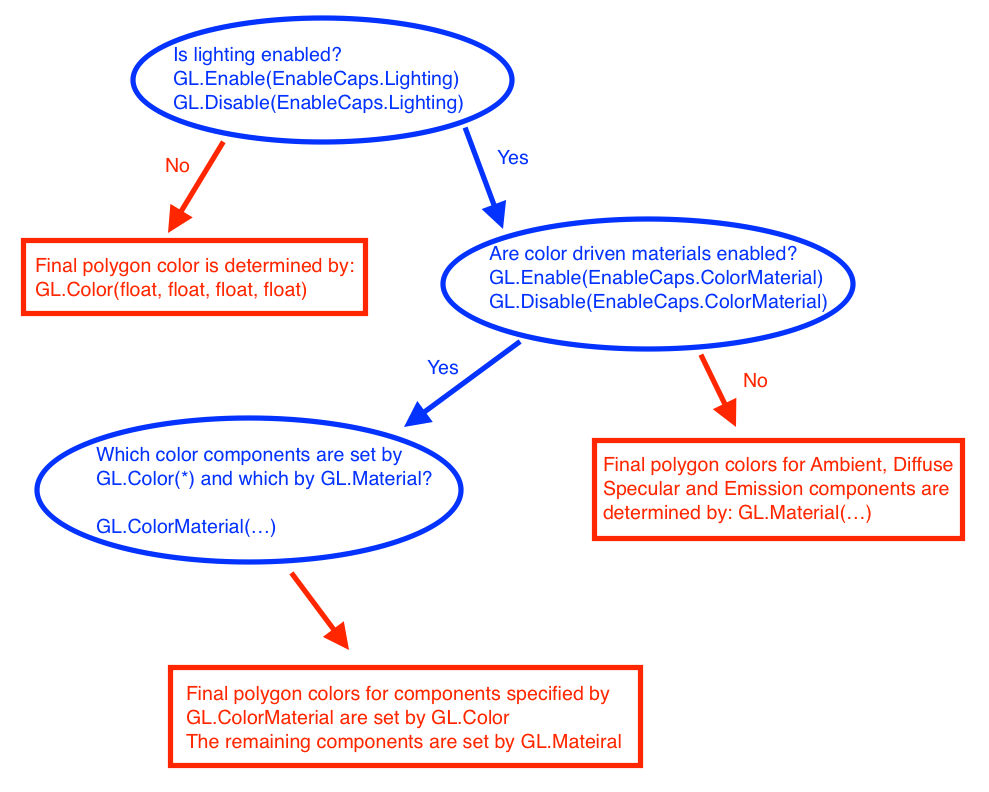 Is lighting enabled?
GL.Enable(EnableCaps.Lighting)
GL.Disable(EnableCaps.Lighting)
No
Yes
Final polygon color is determined by:
GL.Color(float, float, float, float)
Are color driven materials enabled?
GL.Enable(EnableCaps.ColorMaterial)
GL.Disable(EnableCaps.ColorMaterial)
Yes
No
Which color components are set by
GL.Color(*) and which by GL.Material?
GL.ColorMaterial(…)
Final polygon colors for Ambient, Diffuse
Specular and Emission components are
determined by: GL.Material(…)
Final polygon colors for components specified by
GL.ColorMaterial are set by GL.Color
The remaining components are set by GL.Mateiral